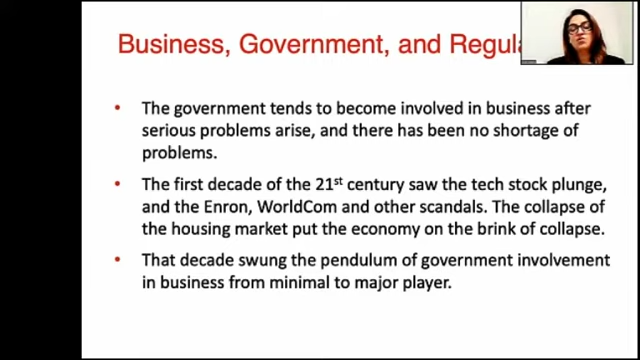 Business, Government, and Regul
• The government tends to become involved in business after
serious problems arise, and there has been no shortage of
problems.
• The first decade of the 21st century saw the tech stock plunge,
and the Enron, WorldCom and other scandals. The collapse of
the housing market put the economy on the brink of collapse.
• That decade swung the pendulum of government involvement
in business from minimal to major player.